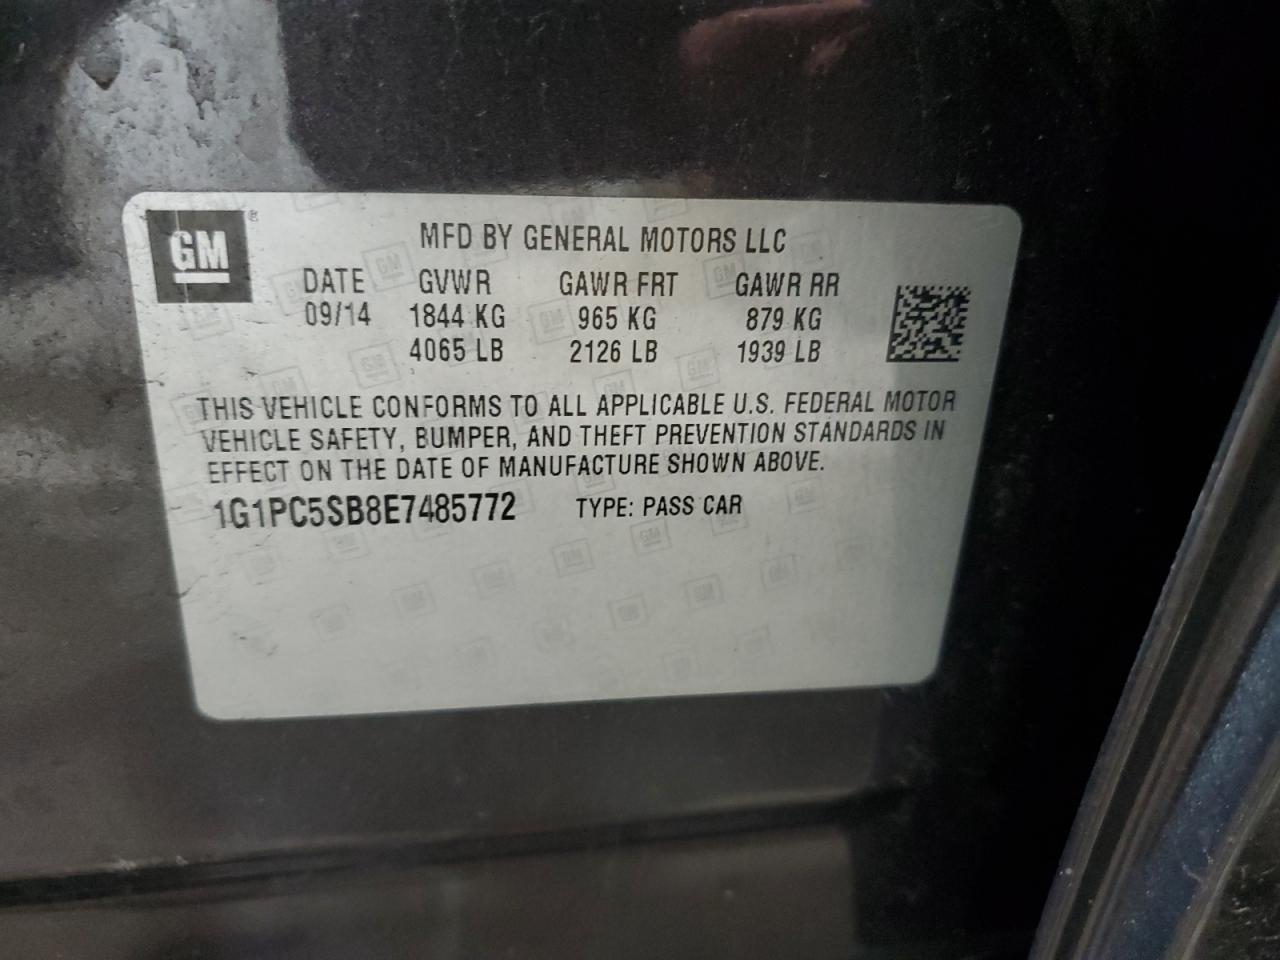 GM ®
MFD BY GENERAL MOTORS LLC
DATE GVWR GAWR FRT GAWR RR
09/14 1844 KG 965 KG 879 KG
4065 LB 2126 LB 1939 LB
THIS VEHICLE CONFORMS TO ALL APPLICABLE U.S. FEDERAL MOTOR
VEHICLE SAFETY, BUMPER, AND THEFT PREVENTION STANDARDS IN
EFFECT ON THE DATE OF MANUFACTURE SHOWN ABOVE.
1G1PC5SB8E7485772 TYPE: PASS CAR